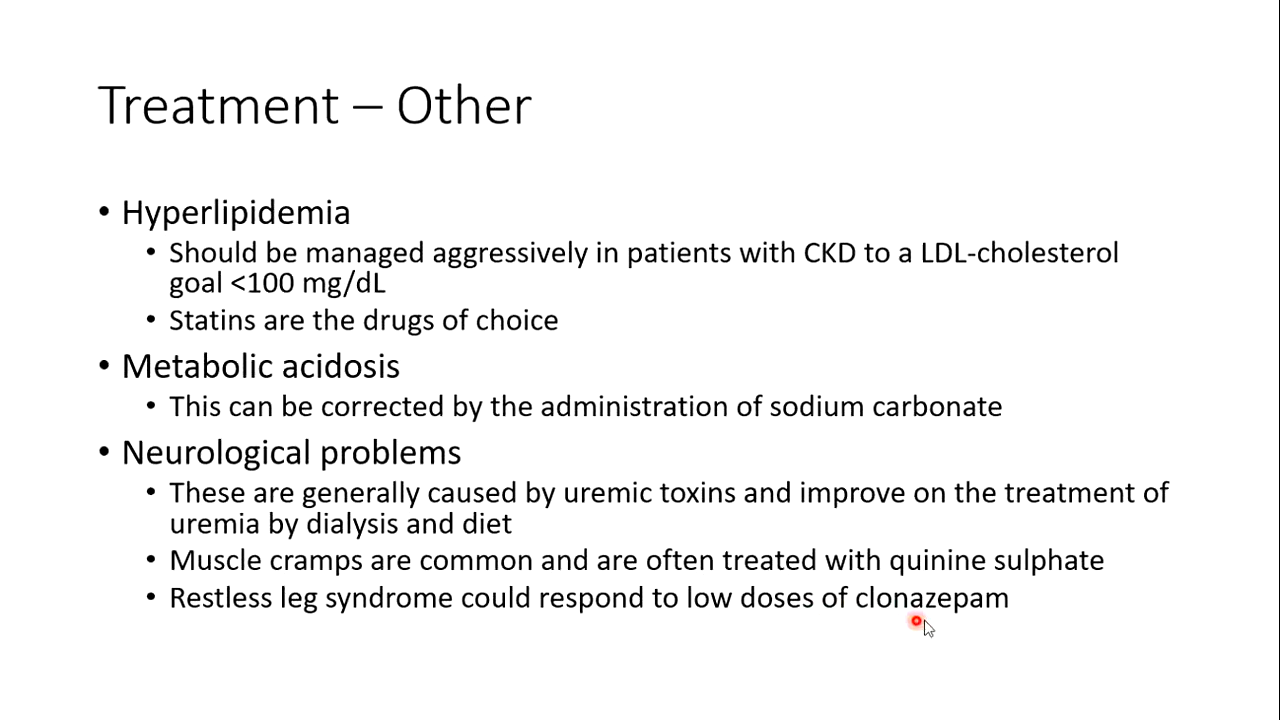 Treatment – Other
• Hyperlipidemia
• Should be managed aggressively in patients with CKD to a LDL-cholesterol
goal <100 mg/dL
• Statins are the drugs of choice
• Metabolic acidosis
• This can be corrected by the administration of sodium carbonate
• Neurological problems
• These are generally caused by uremic toxins and improve on the treatment of
uremia by dialysis and diet
• Muscle cramps are common and are often treated with quinine sulphate
• Restless leg syndrome could respond to low doses of clonazepam